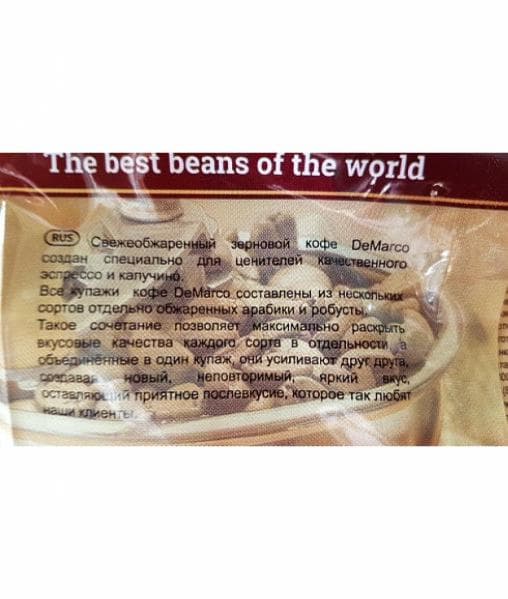 The best beans of the world
RUS Свежеобжаренный зерновой кофе DeMarco
создан специально для ценителей качественного
эспрессо и капучино.
Все купажи кофе DeMarco составлены из нескольких
сортов отдельно обжаренных арабики и робусты.
Такое сочетание позволяет максимально раскрыть
вкусовые качества каждого сорта в отдельности, а
объединённые в один купаж, они усиливают друг друга,
создавая новый, неповторимый, яркий вкус,
оставляющий приятное послевкусие, которое так любят
наши клиенты.